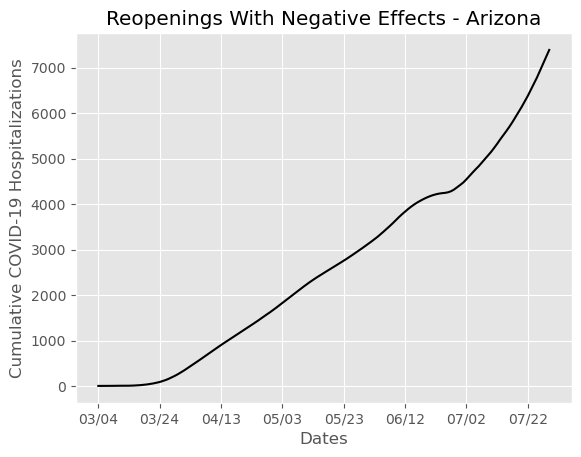 Reopenings With Negative Effects - Arizona
Cumulative COVID-19 Hospitalizations
7000
6000
5000
4000
3000
2000
1000
0
03/04 03/24 04/13 05/03 05/23 06/12 07/02 07/22
Dates